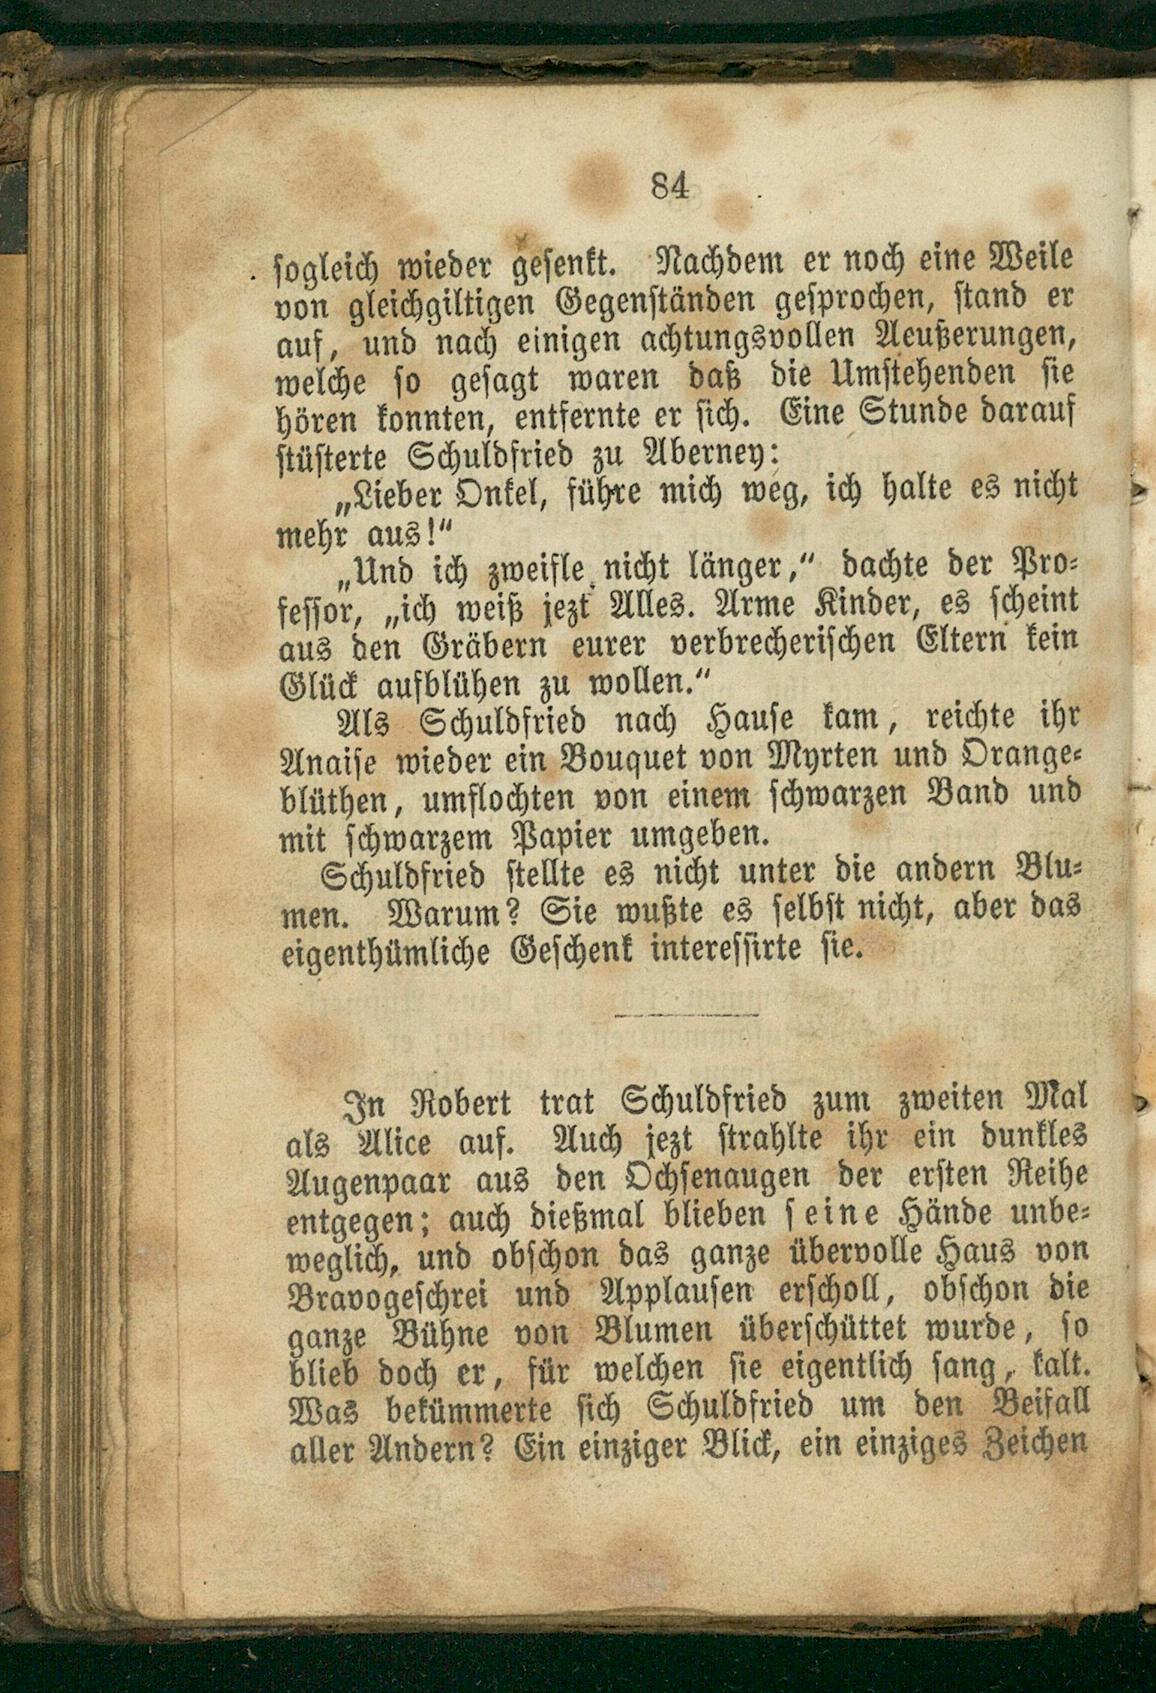 84
sogleich wieder gesenkt. Nachdem er noch eine Weile
von gleichgiltigen Gegenständen gesprochen, stand er
auf, und nach einigen achtungsvollen Aeußerungen,
welche so gesagt waren daß die Umstehenden sie
hören konnten, entfernte er sich. Eine Stunde darauf
stüsterte Schuldfried zu Aberney:
„Lieber Onkel, führe mich weg, ich halte es nicht
mehr aus!“
„Und ich zweifle nicht länger,“ dachte der Pro-
fessor, „ich weiß jezt Alles. Arme Kinder, es scheint
aus den Gräbern eurer verbrecherischen Eltern kein
Glück aufblühen zu wollen.“
Als Schuldfried nach Hause kam, reichte ihr
Anaise wieder ein Bouquet von Myrten und Orange-
blüthen, umflochten von einem schwarzen Band und
mit schwarzem Papier umgeben.
Schuldfried stellte es nicht unter die andern Blu-
men. Warum? Sie wußte es selbst nicht, aber das
eigenthümliche Geschenk interessirte sie.
In Robert trat Schuldfried zum zweiten Mal
als Alice auf. Auch jezt strahlte ihr ein dunkles
Augenpaar aus den Ochsenaugen der ersten Reihe
entgegen; auch dießmal blieben seine Hände unbe-
weglich, und obschon das ganze übervolle Haus von
Bravogeschrei und Applausen erscholl, obschon die
ganze Bühne von Blumen überschüttet wurde, so
blieb doch er, für welchen sie eigentlich sang, kalt.
Was bekümmerte sich Schuldfried um den Beifall
aller Andern? Ein einziger Blick, ein einziges Zeichen